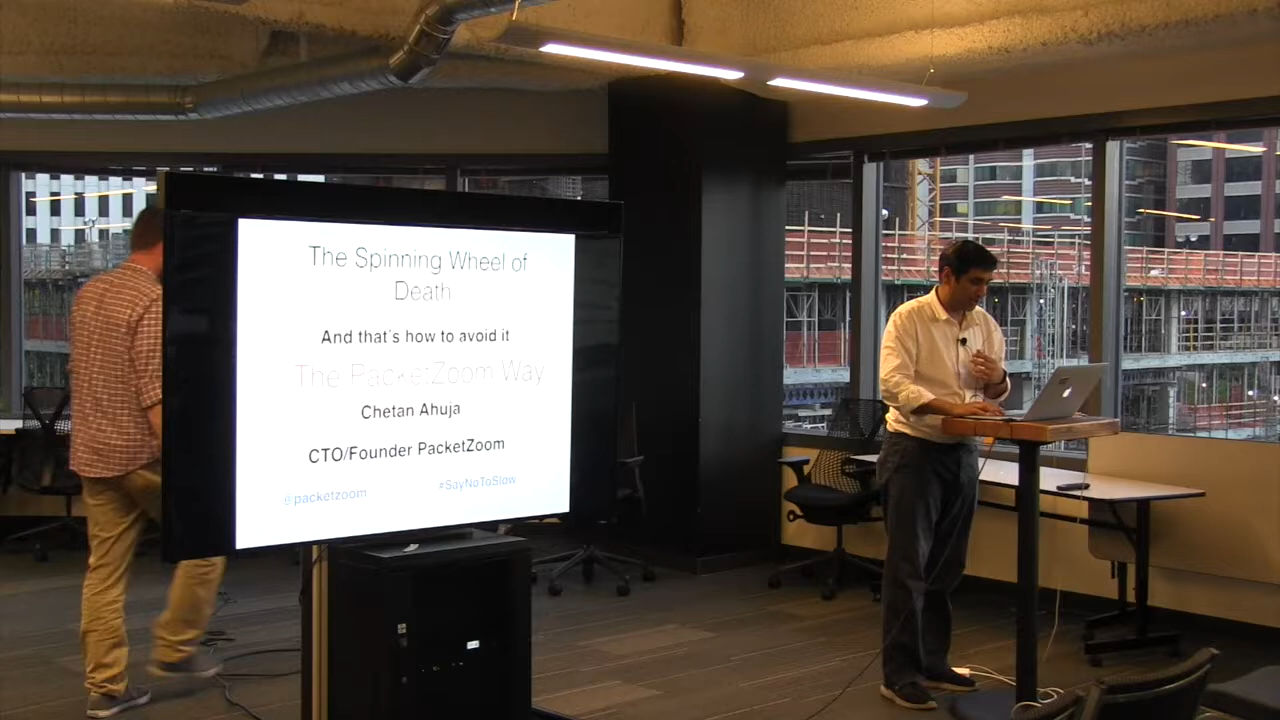 The Spinning Wheel of
Death
And that's how to avoid it
The PacketZoom Way
Chetan Ahuja
CTO/Founder PacketZoom
@packetzoom
#SayNoToSlow